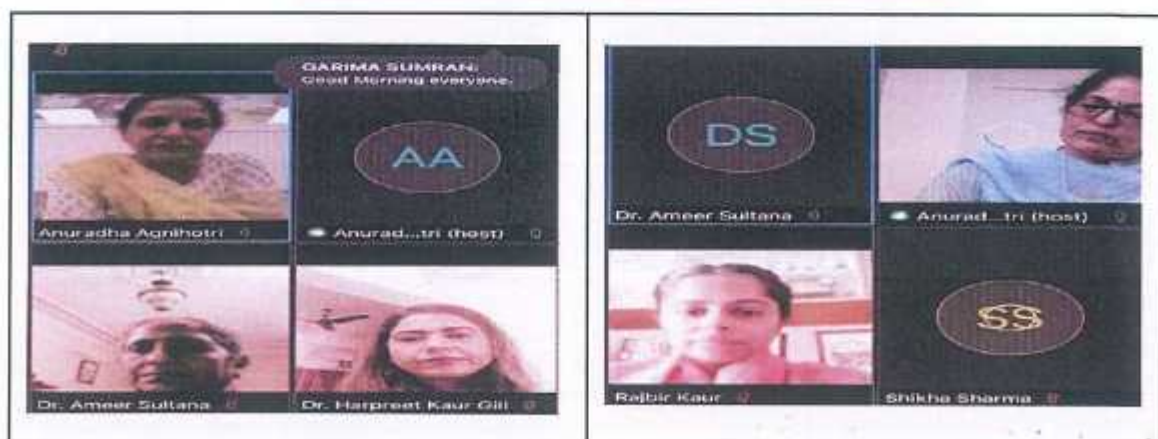 GARIMA SUMRAN:
Good Morning everyone.
AA
Anuradha Agnihotri
Anurad...tri (host)
Dr. Ameer Sultana
Dr. Harpreet Kaur Gill
DS
Dr. Ameer Sultana
Anurad...tri (host)
Rajbir Kaur
SS
Shikha Sharma